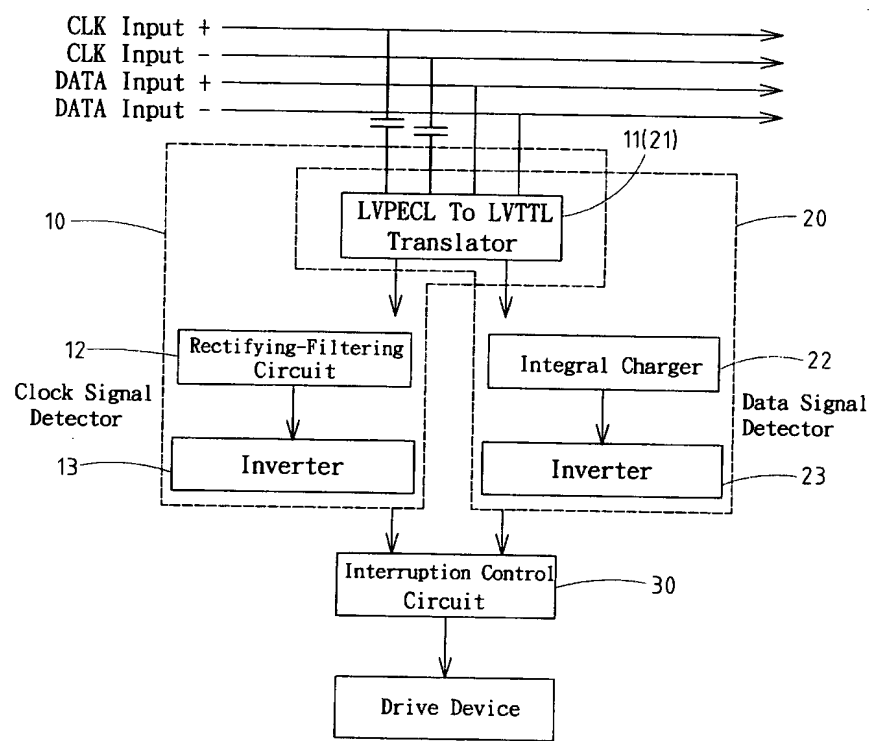 CLK Input +
CLK Input -
DATA Input +
DATA Input -
11(21)
LVPECL To LVTTL
Translator
10
20
12
Rectifying-Filtering
Circuit
Integral Charger
22
Clock Signal
Detector
Data Signal
Detector
13
Inverter
Inverter
23
Interruption Control
Circuit
30
Drive Device